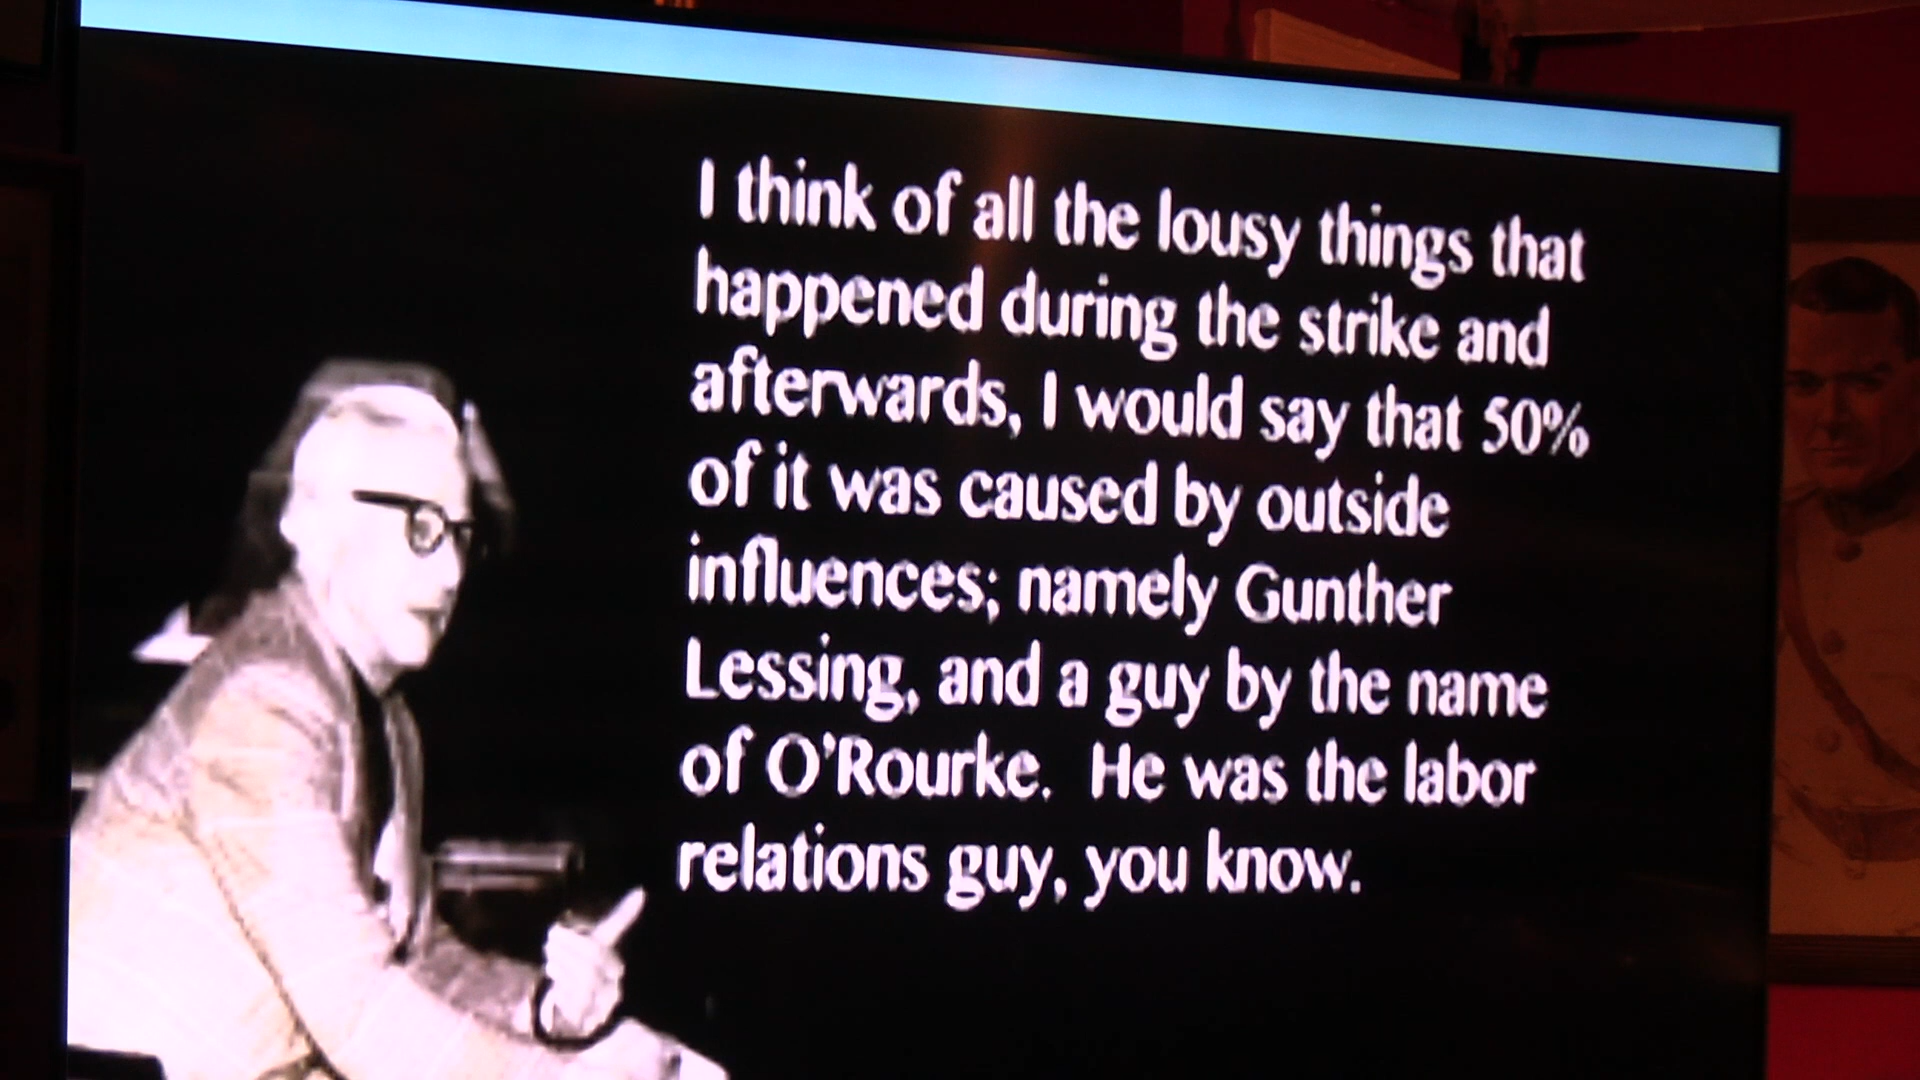 I think of all the lousy things that
happened during the strike and
afterwards, I would say that 50%
of it was caused by outside
influences; namely Gunther
Lessing, and a guy by the name
of O'Rourke.  He was the labor
relations guy, you know.